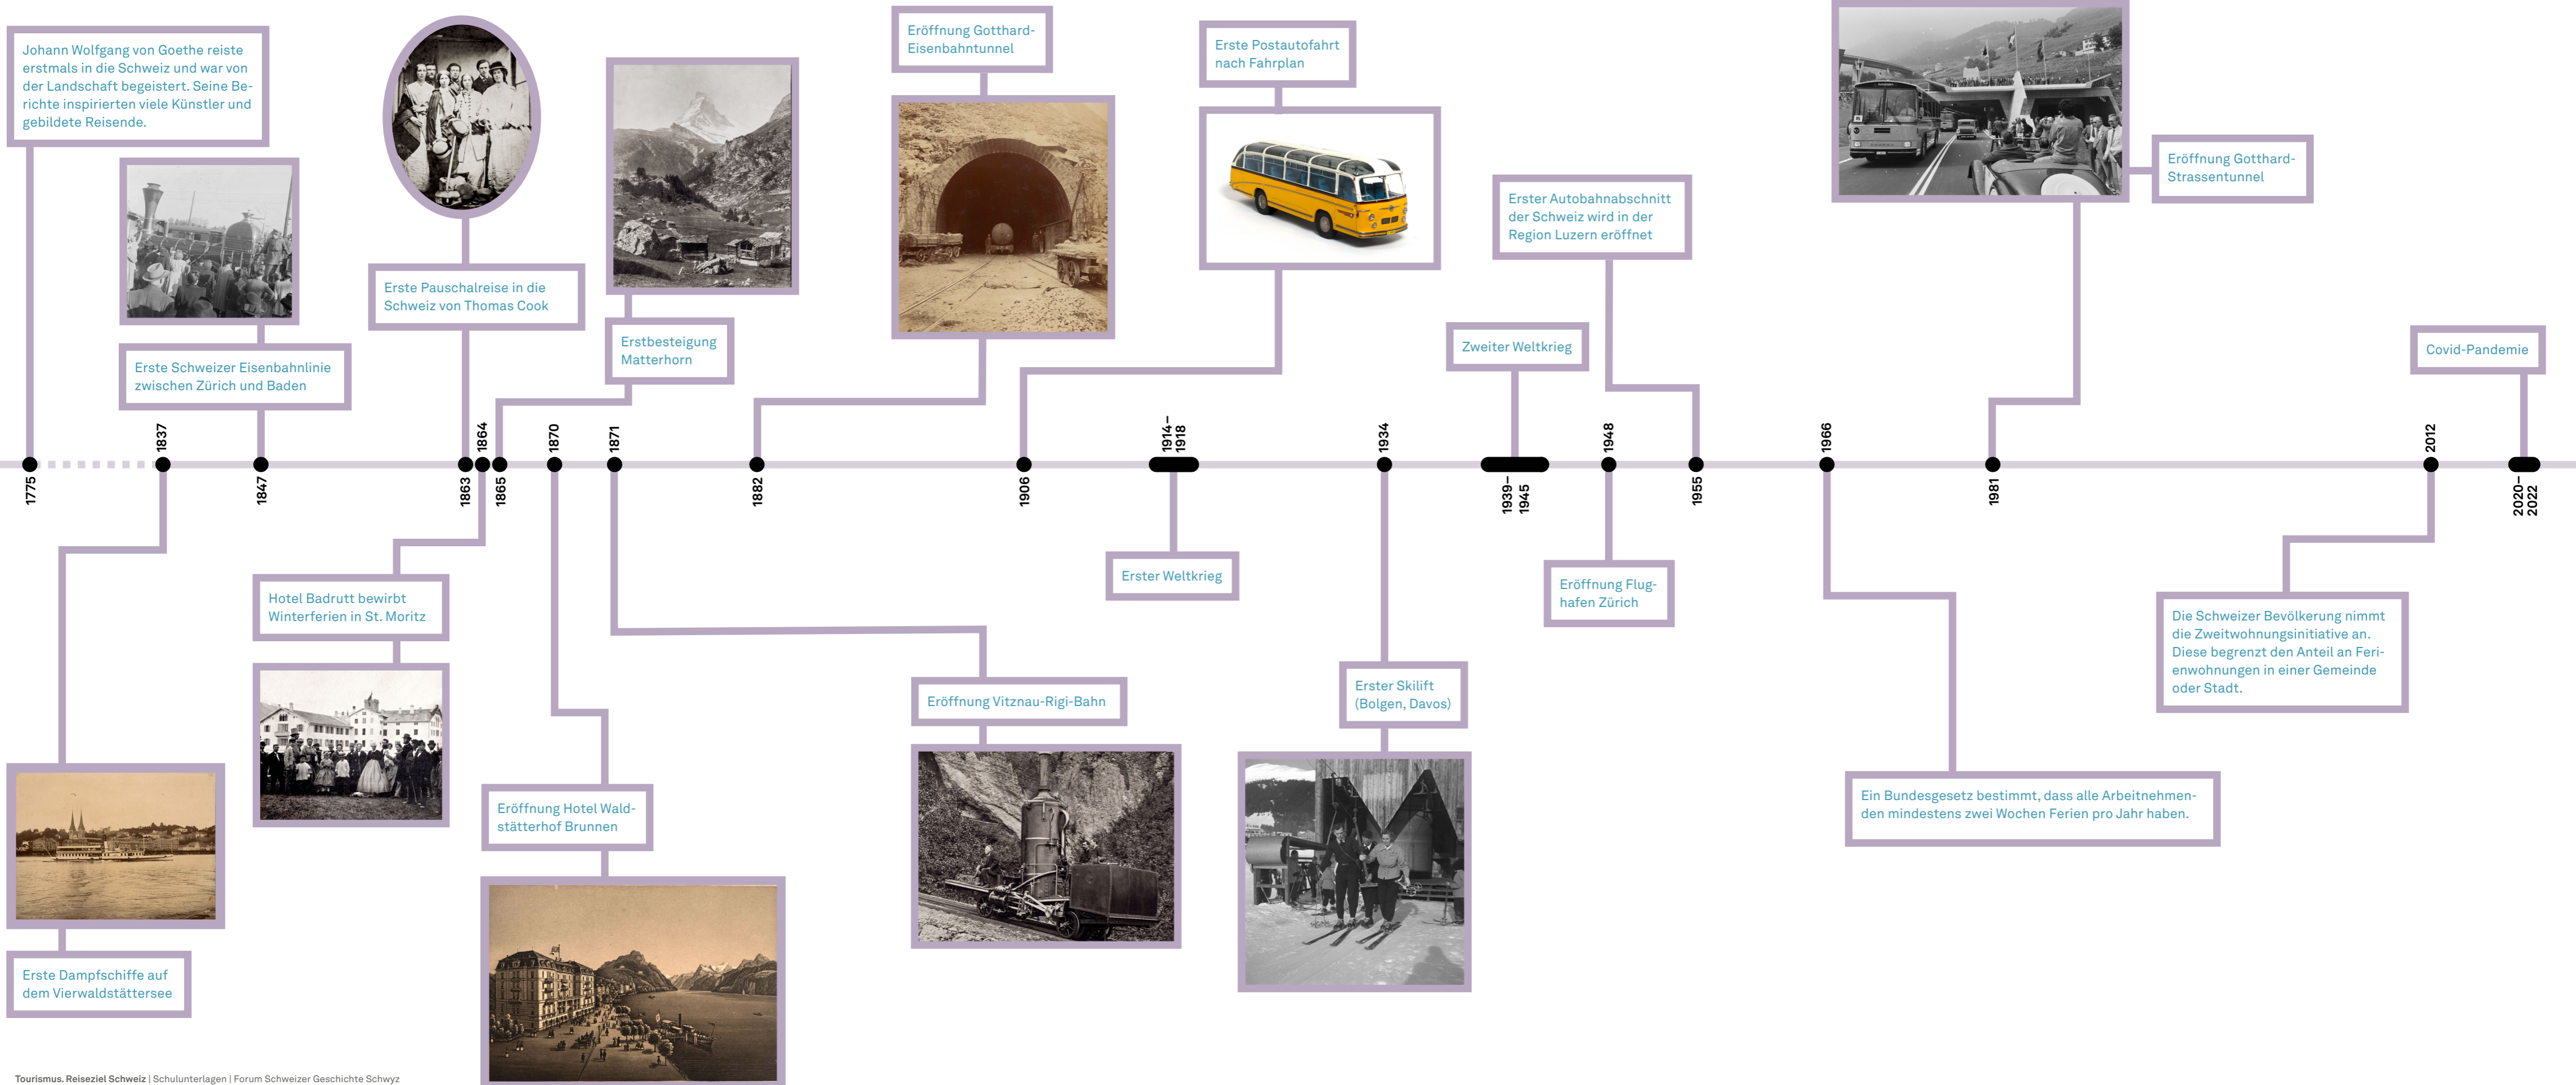 Johann Wolfgang von Goethe reiste
erstmals in die Schweiz und war von
der Landschaft begeistert. Seine Be-
richte inspirierten viele Künstler und
gebildete Reisende.
Erste Schweizer Eisenbahnlinie
zwischen Zürich und Baden
Erste Pauschalreise in die
Schweiz von Thomas Cook
Erstbesteigung
Matterhorn
Eröffnung Gotthard-
Eisenbahntunnel
Erste Postautofahrt
nach Fahrplan
Zweiter Weltkrieg
Erster Autobahnabschnitt
der Schweiz wird in der
Region Luzern eröffnet
Eröffnung Gotthard-
Strassentunnel
Covid-Pandemie
1775
1837
1847
1863
1864
1865
1870
1871
1882
1906
1914–
1918
1934
1939–
1945
1948
1955
1966
1981
2012
2020–
2022
Erste Dampfschiffe auf
dem Vierwaldstättersee
Hotel Badrutt bewirbt
Winterferien in St. Moritz
Eröffnung Hotel Wald-
stätterhof Brunnen
Eröffnung Vitznau-Rigi-Bahn
Erster Weltkrieg
Erster Skilift
(Bolgen, Davos)
Eröffnung Flug-
hafen Zürich
Ein Bundesgesetz bestimmt, dass alle Arbeitnehmen-
den mindestens zwei Wochen Ferien pro Jahr haben.
Die Schweizer Bevölkerung nimmt
die Zweitwohnungsinitiative an.
Diese begrenzt den Anteil an Feri-
enwohnungen in einer Gemeinde
oder Stadt.
Tourismus. Reiseziel Schweiz | Schulunterlagen | Forum Schweizer Geschichte Schwyz